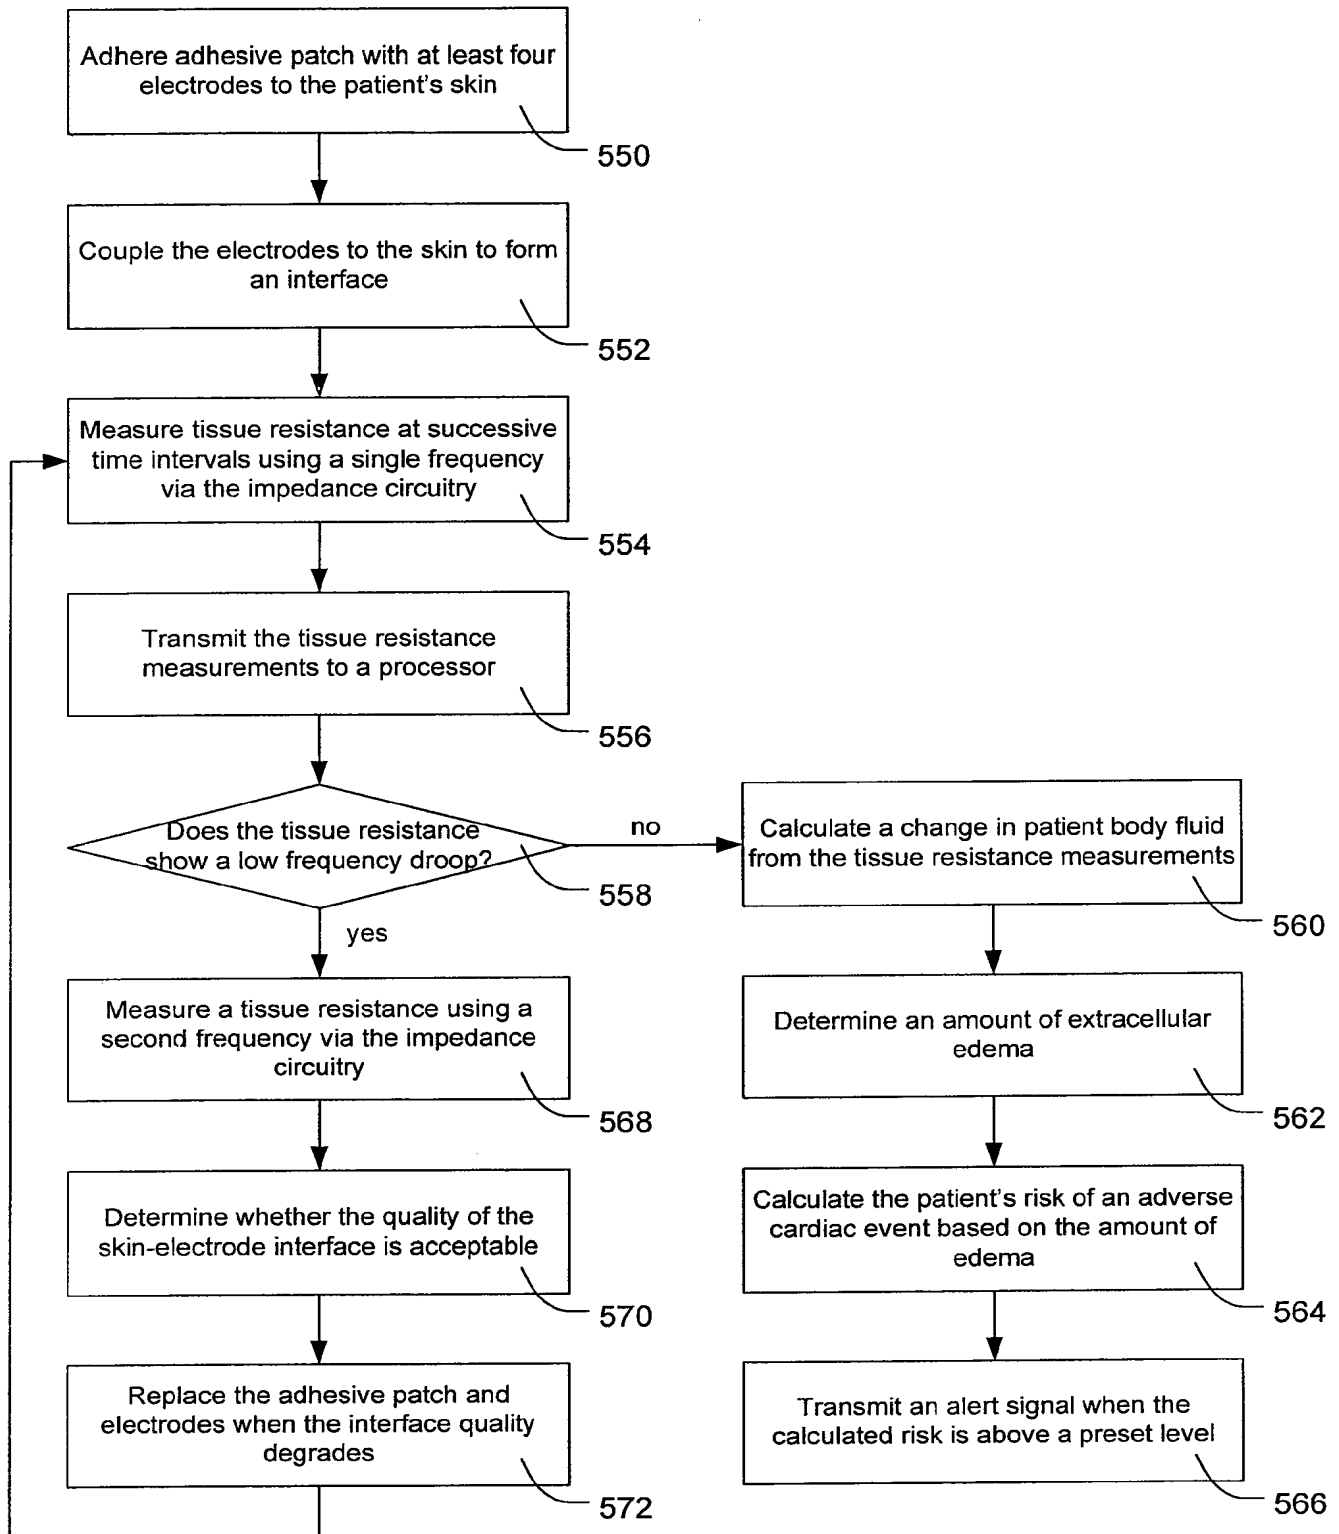 Adhere adhesive patch with at least four
electrodes to the patient's skin
550
Couple the electrodes to the skin to form
an interface
552
Measure tissue resistance at successive
time intervals using a single frequency
via the impedance circuitry
554
Transmit the tissue resistance
measurements to a processor
556
Does the tissue resistance
show a low frequency droop?
558
no
yes
Calculate a change in patient body fluid
from the tissue resistance measurements
560
Determine an amount of extracellular
edema
562
Calculate the patient's risk of an adverse
cardiac event based on the amount of
edema
564
Transmit an alert signal when the
calculated risk is above a preset level
566
Measure a tissue resistance using a
second frequency via the impedance
circuitry
568
Determine whether the quality of the
skin-electrode interface is acceptable
570
Replace the adhesive patch and
electrodes when the interface quality
degrades
572